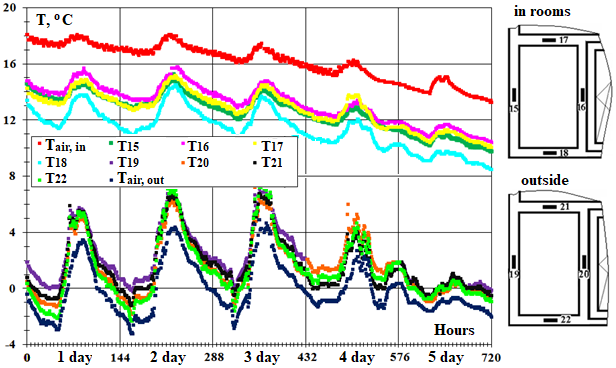 T, °C
20
16
12
8
4
0
-4
Tair, in
T15
T16
T17
T18
T19
T20
T21
T22
Tair, out
Hours
0
1 day
144
2 day
288
3 day
432
4 day
576
5 day
720
in rooms
17
15
16
18
outside
21
19
20
22